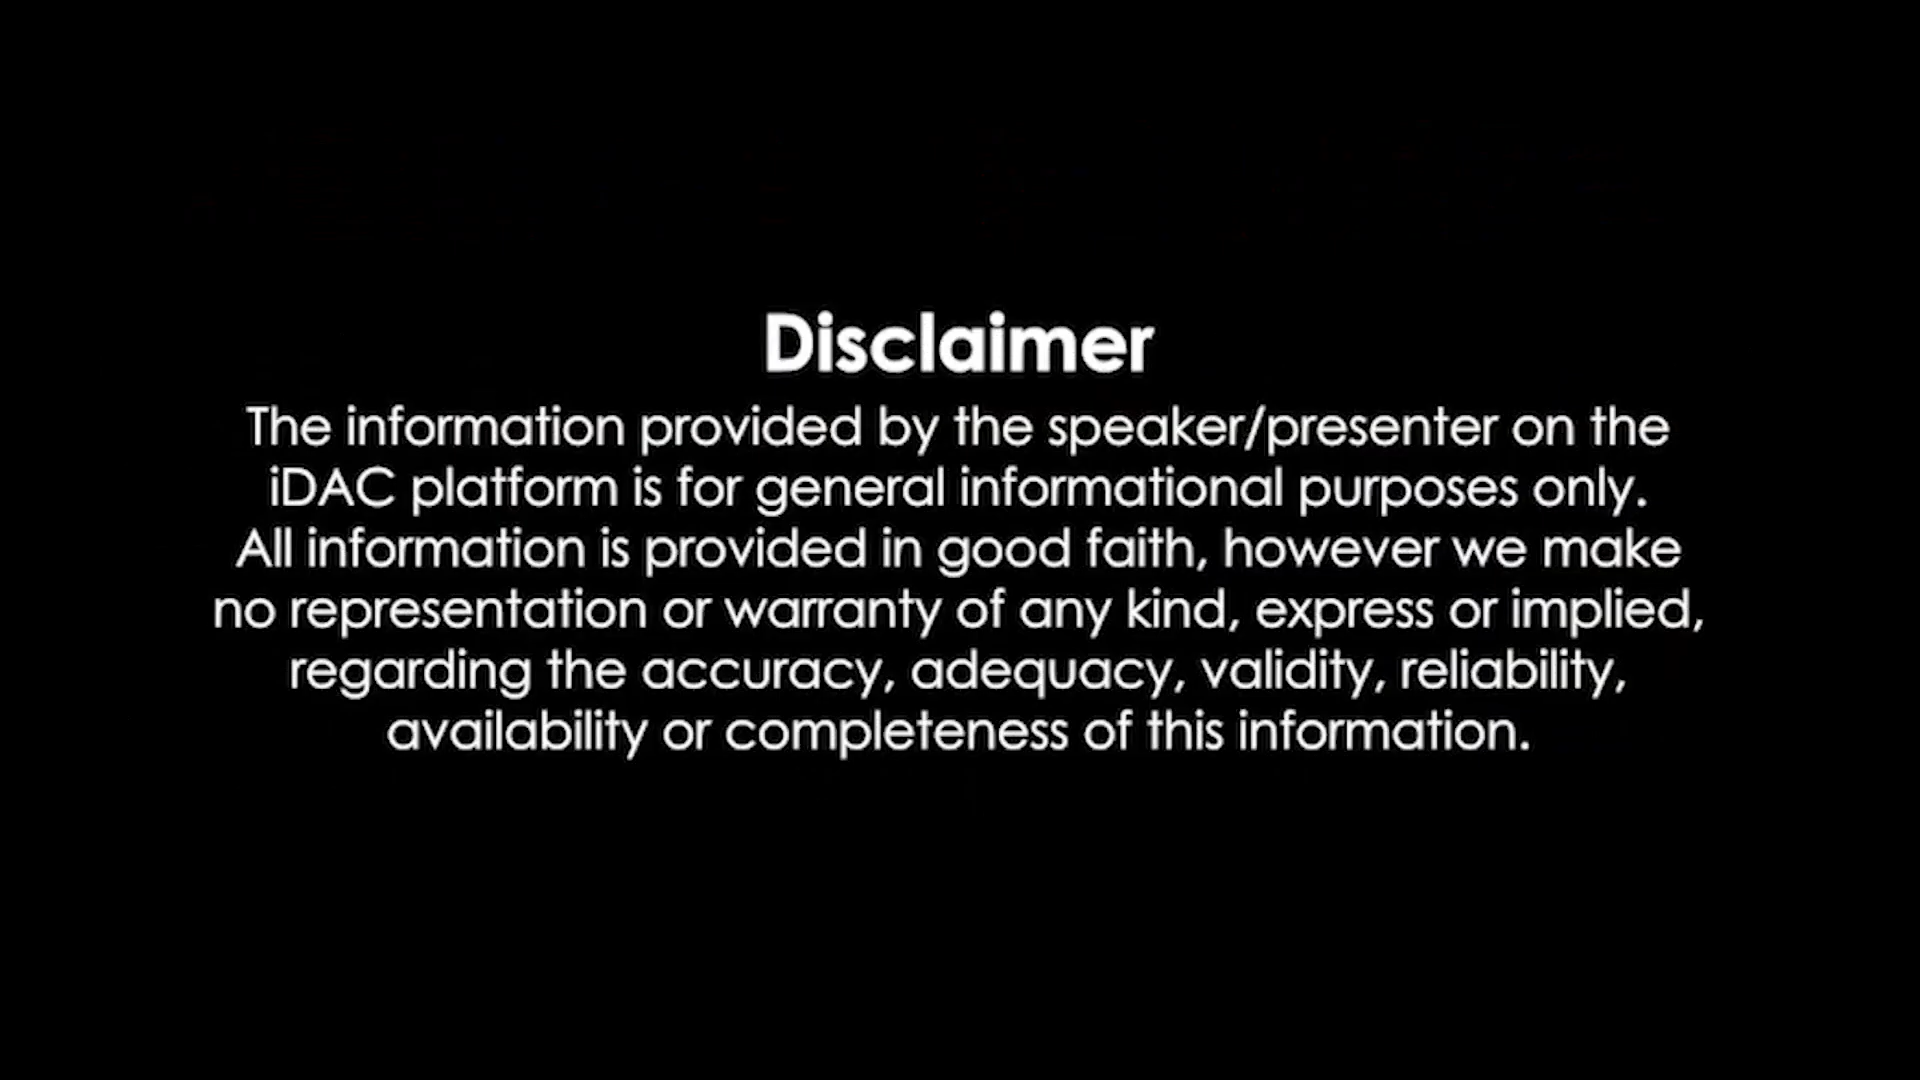 Disclaimer
The information provided by the speaker/presenter on the
iDAC platform is for general informational purposes only.
All information is provided in good faith, however we make
no representation or warranty of any kind, express or implied,
regarding the accuracy, adequacy, validity, reliability,
availability or completeness of this information.